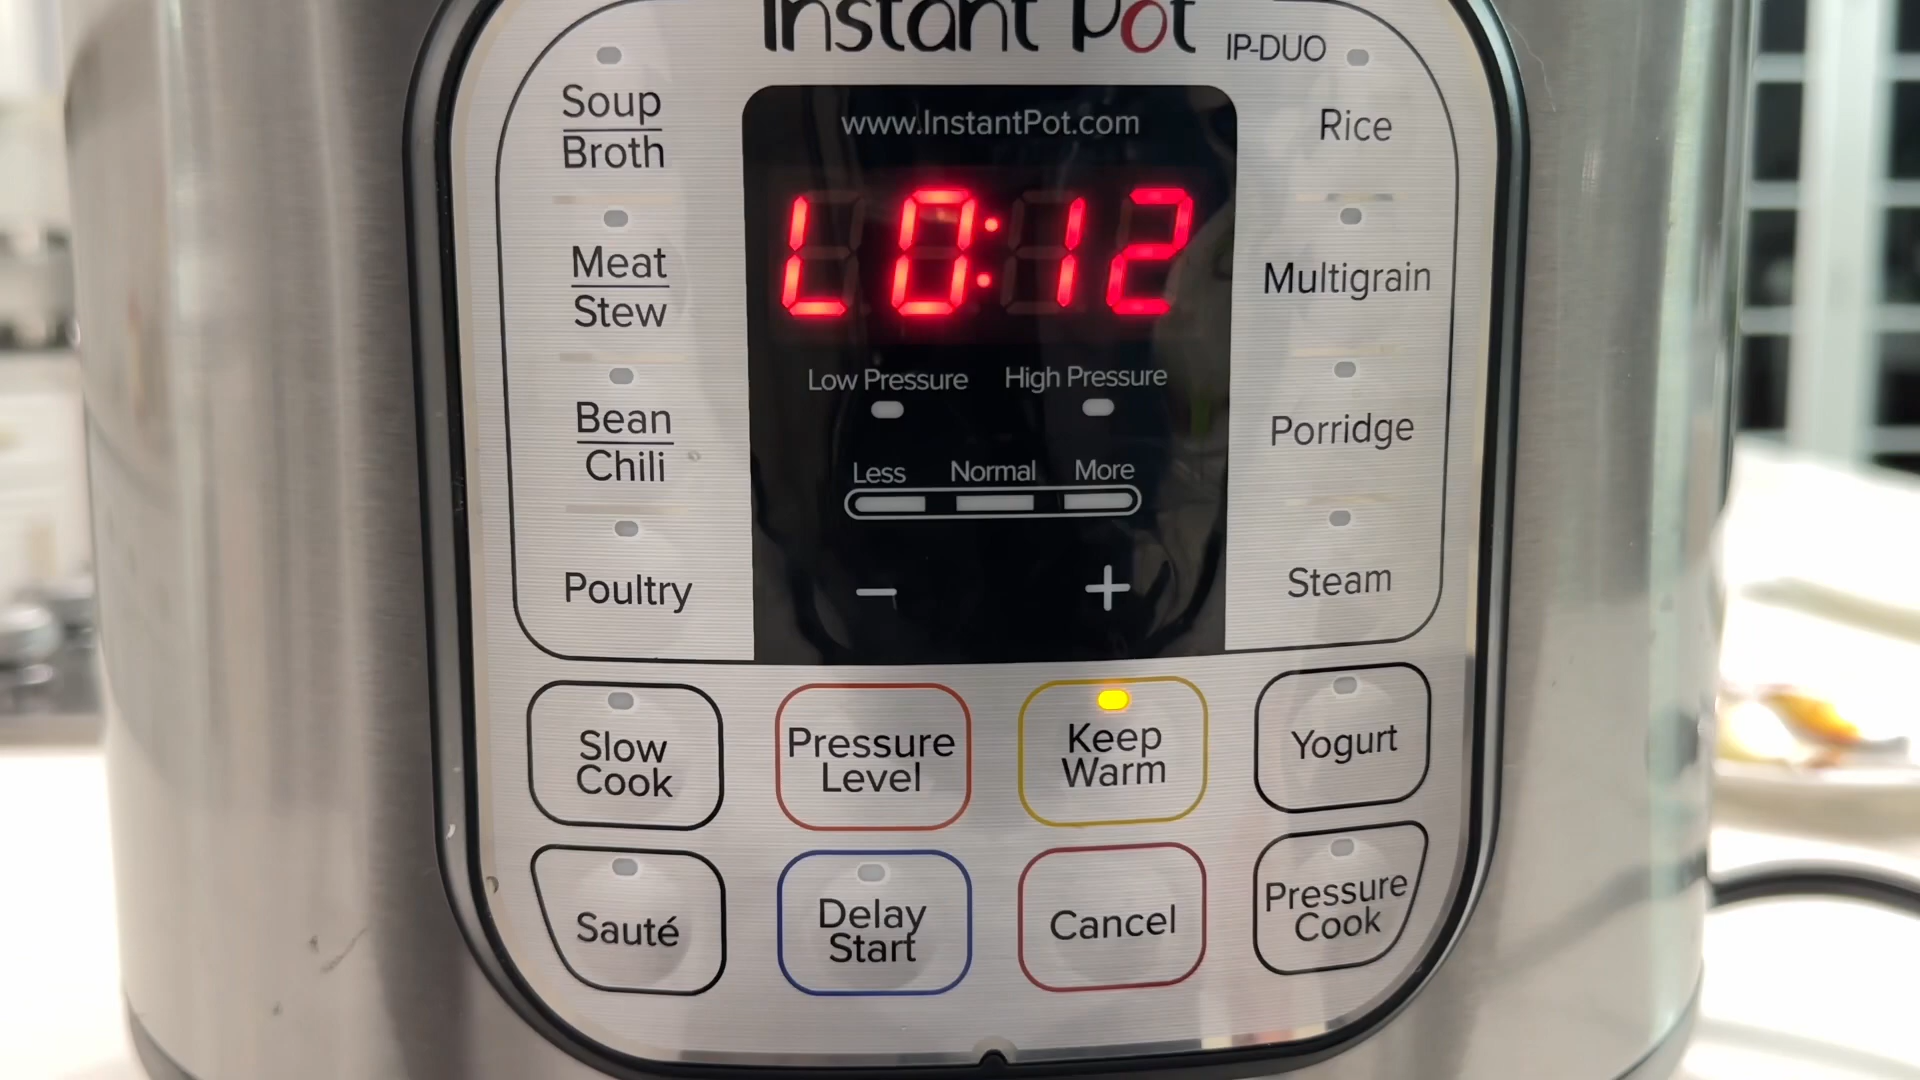 Instant Pot IP-DUO
www.InstantPot.com
L0:12
Low Pressure High Pressure
Less Normal More
− +
Soup
Broth
Meat
Stew
Bean
Chili
Poultry
Rice
Multigrain
Porridge
Steam
Slow
Cook
Pressure
Level
Keep
Warm
Yogurt
Sauté
Delay
Start
Cancel
Pressure
Cook